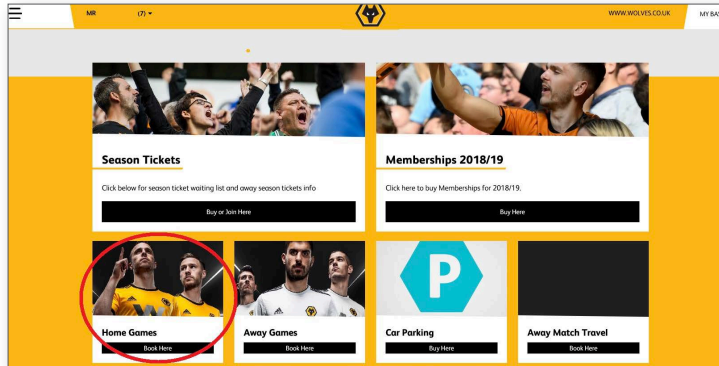 MR (7)
WWW.WOLVES.CO.UK
MY BAS
Season Tickets
Click below for season ticket waiting list and away season tickets info
Buy or Join Here
Memberships 2018/19
Click here to buy Memberships for 2018/19.
Buy Here
Home Games
Book Here
Away Games
Book Here
P
Car Parking
Buy Here
Away Match Travel
Book Here